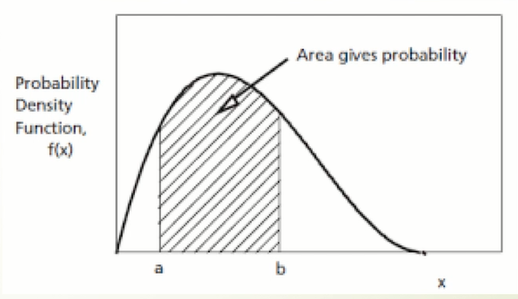 Area gives probability
Probability
Density
Function,
f(x)
a
b
x